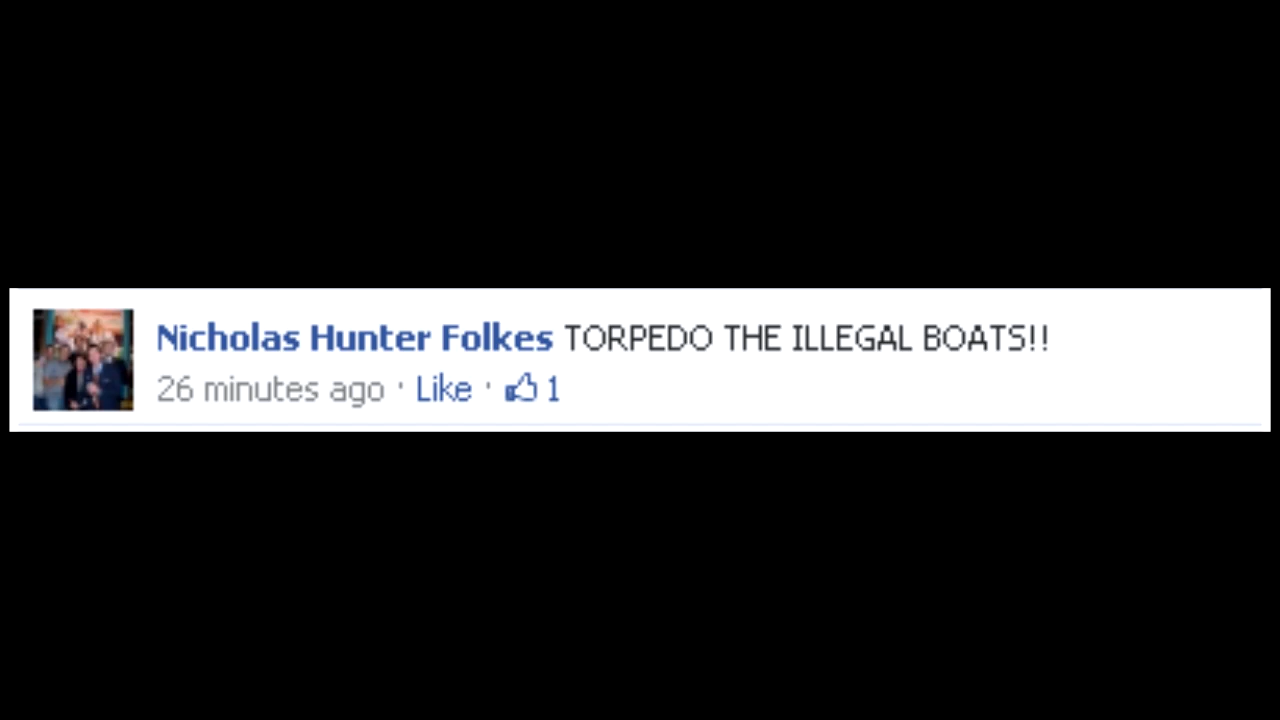 Nicholas Hunter Folkes TORPEDO THE ILLEGAL BOATS!!
26 minutes ago · Like · 1